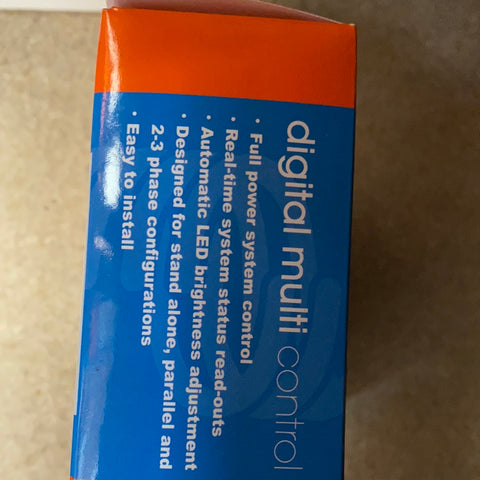 digital multi control
· Full power system control
· Real-time system status read-outs
· Automatic LED brightness adjustment
· Designed for stand alone, parallel and
2-3 phase configurations
· Easy to install